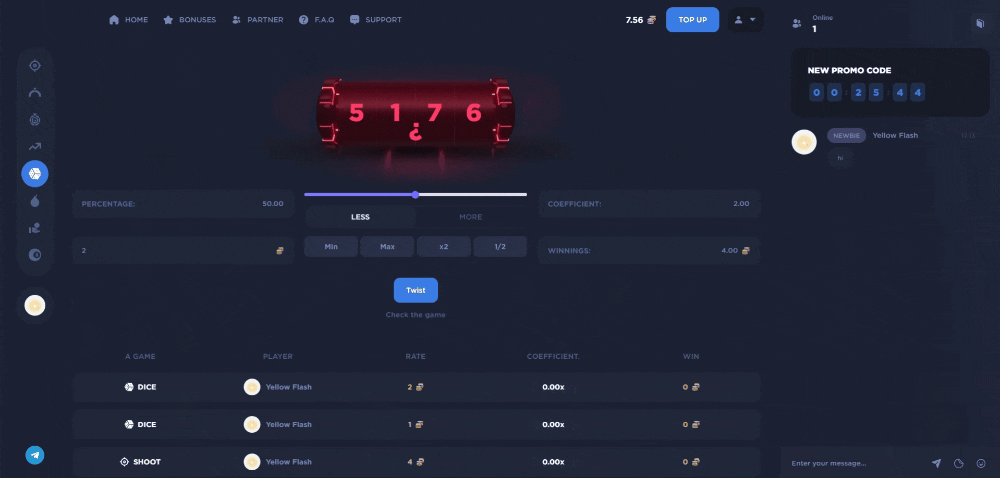 HOME BONUSES PARTNER F.A.Q SUPPORT
7.56 TOP UP
Online
1
NEW PROMO CODE
0 0 : 2 5 : 4 4
NEWBIE Yellow Flash
hi
5 1 7 6
¿
PERCENTAGE: 50.00
LESS MORE
COEFFICIENT: 2.00
2
Min Max x2 1/2
WINNINGS: 4.00
Twist
Check the game
A GAME PLAYER RATE COEFFICIENT. WIN
DICE Yellow Flash 2 0.00x 0
DICE Yellow Flash 1 0.00x 0
SHOOT Yellow Flash 4 0.00x 0
Enter your message...